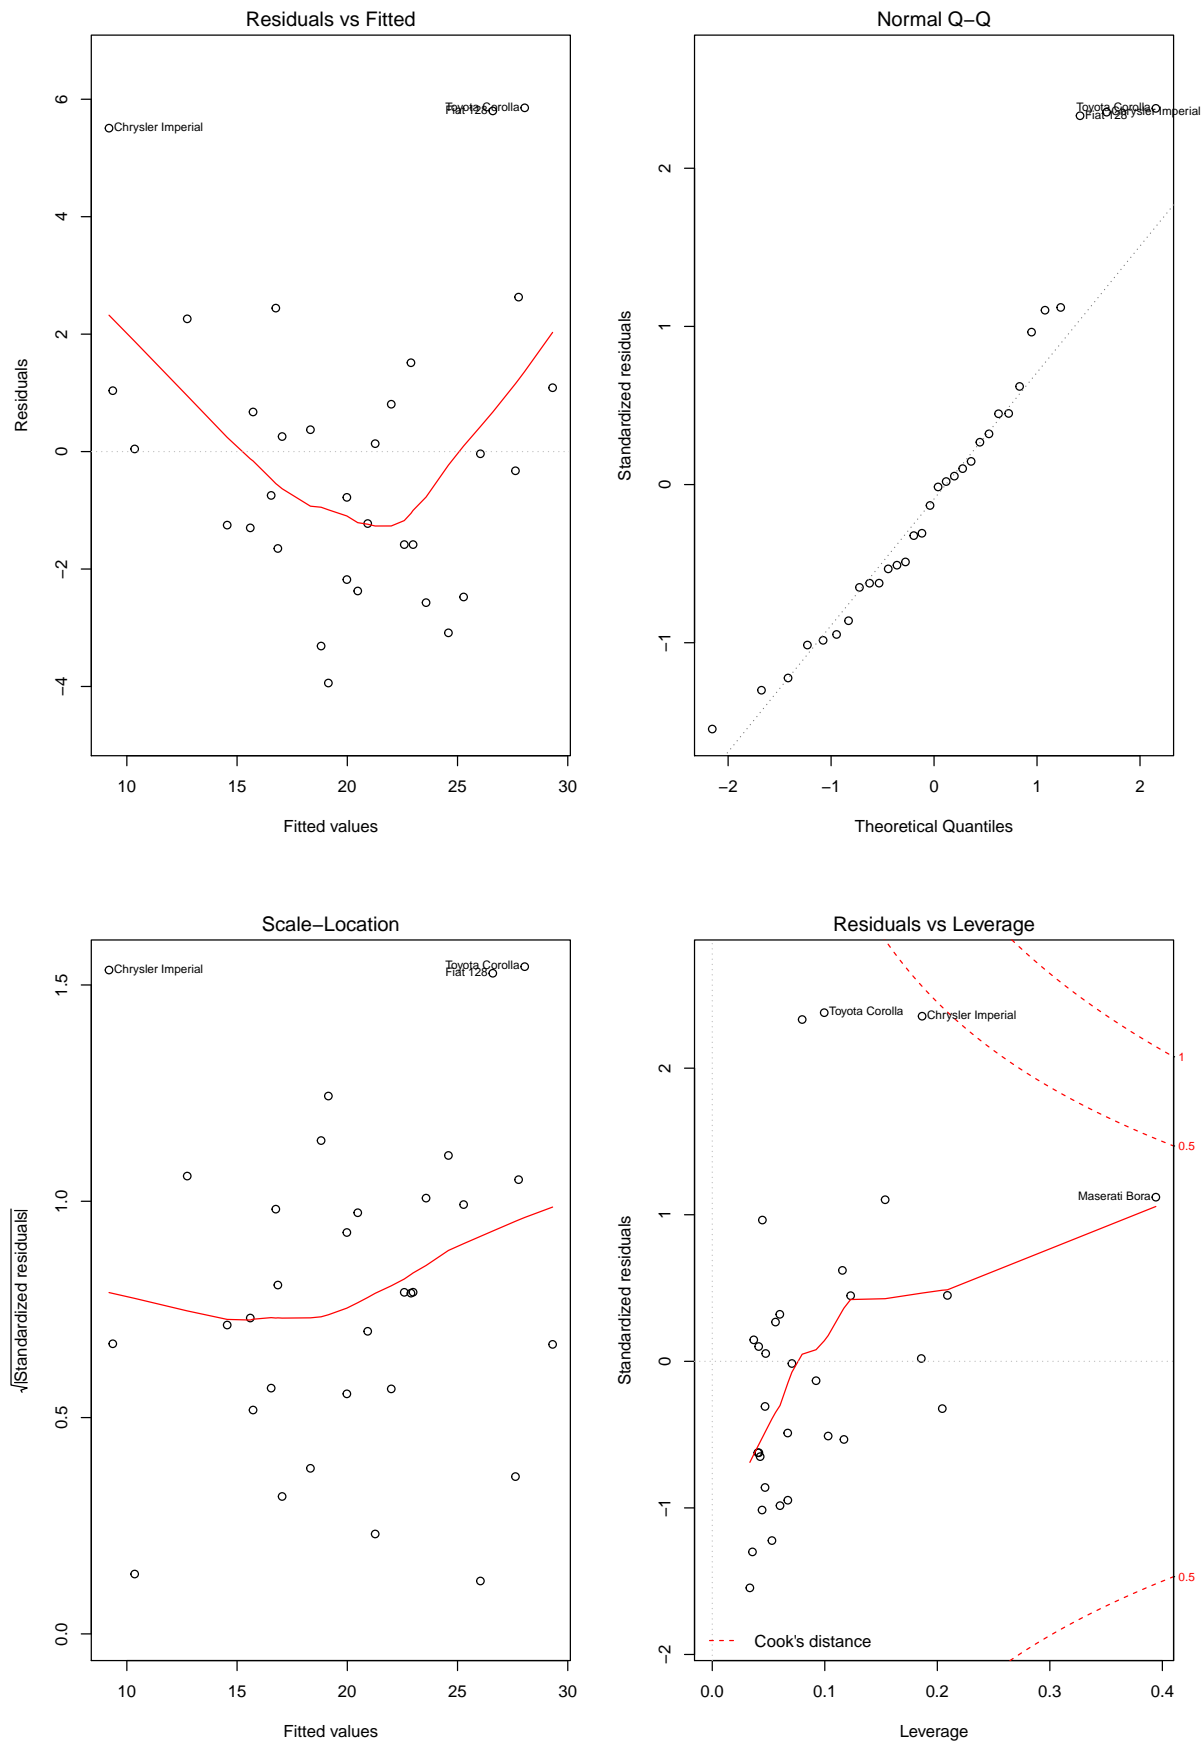 Residuals vs Fitted
6
4
2
0
−2
−4
Residuals
Chrysler Imperial
Toyota Corolla
Fiat 128
10 15 20 25 30
Fitted values
Normal Q−Q
2
1
0
−1
Standardized residuals
Toyota Corolla
Chrysler Imperial
Fiat 128
−2 −1 0 1 2
Theoretical Quantiles
Scale−Location
1.5
1.0
0.5
0.0
√|Standardized residuals|
Chrysler Imperial
Toyota Corolla
Fiat 128
10 15 20 25 30
Fitted values
Residuals vs Leverage
2
1
0
−1
−2
Standardized residuals
Toyota Corolla
Chrysler Imperial
1
0.5
Maserati Bora
0.5
Cook's distance
0.0 0.1 0.2 0.3 0.4
Leverage